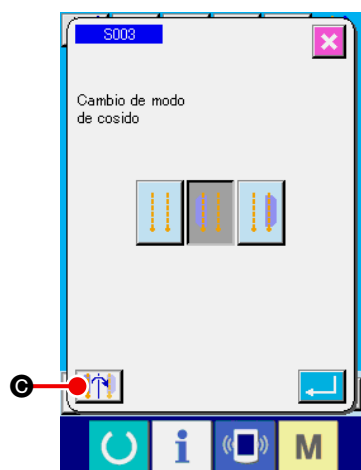 S003
Cambio de modo
de cosido
C
i
M